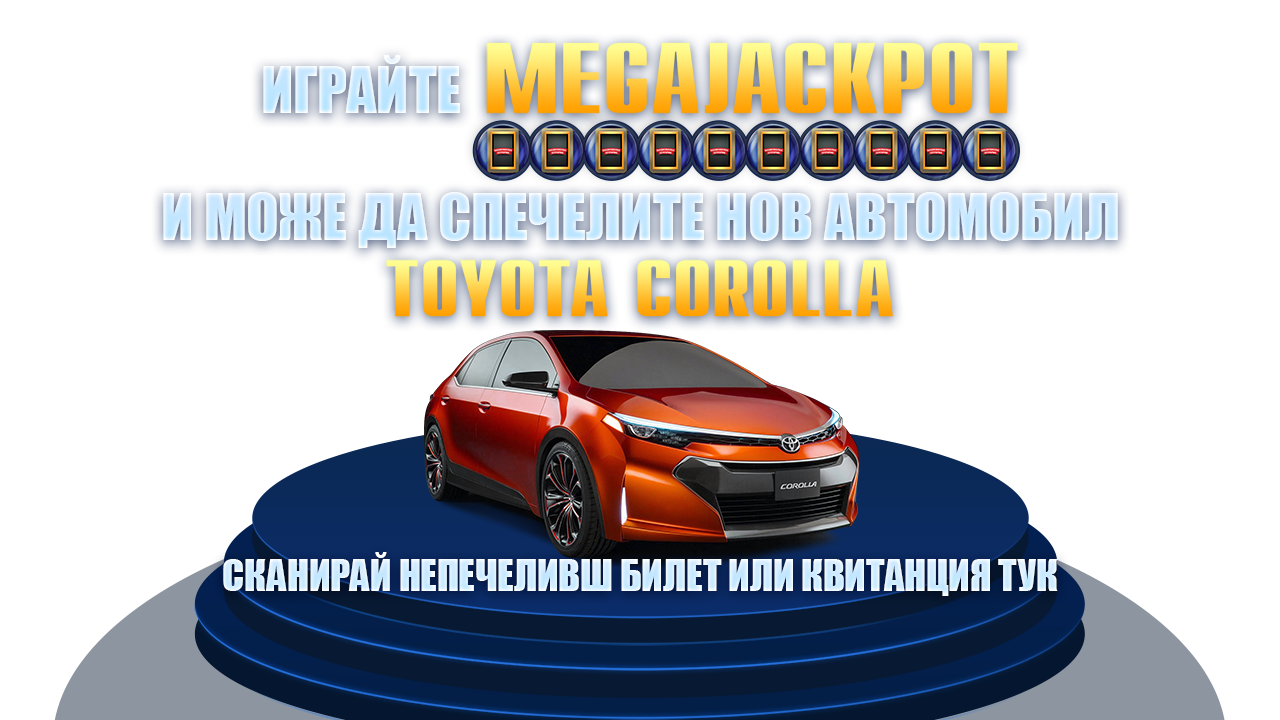 ИГРАЙТЕ MEGAJACKPOT
И МОЖЕ ДА СПЕЧЕЛИТЕ НОВ АВТОМОБИЛ
TOYOTA COROLLA
COROLLA
СКАНИРАЙ НЕПЕЧЕЛИВШ БИЛЕТ ИЛИ КВИТАНЦИЯ ТУК